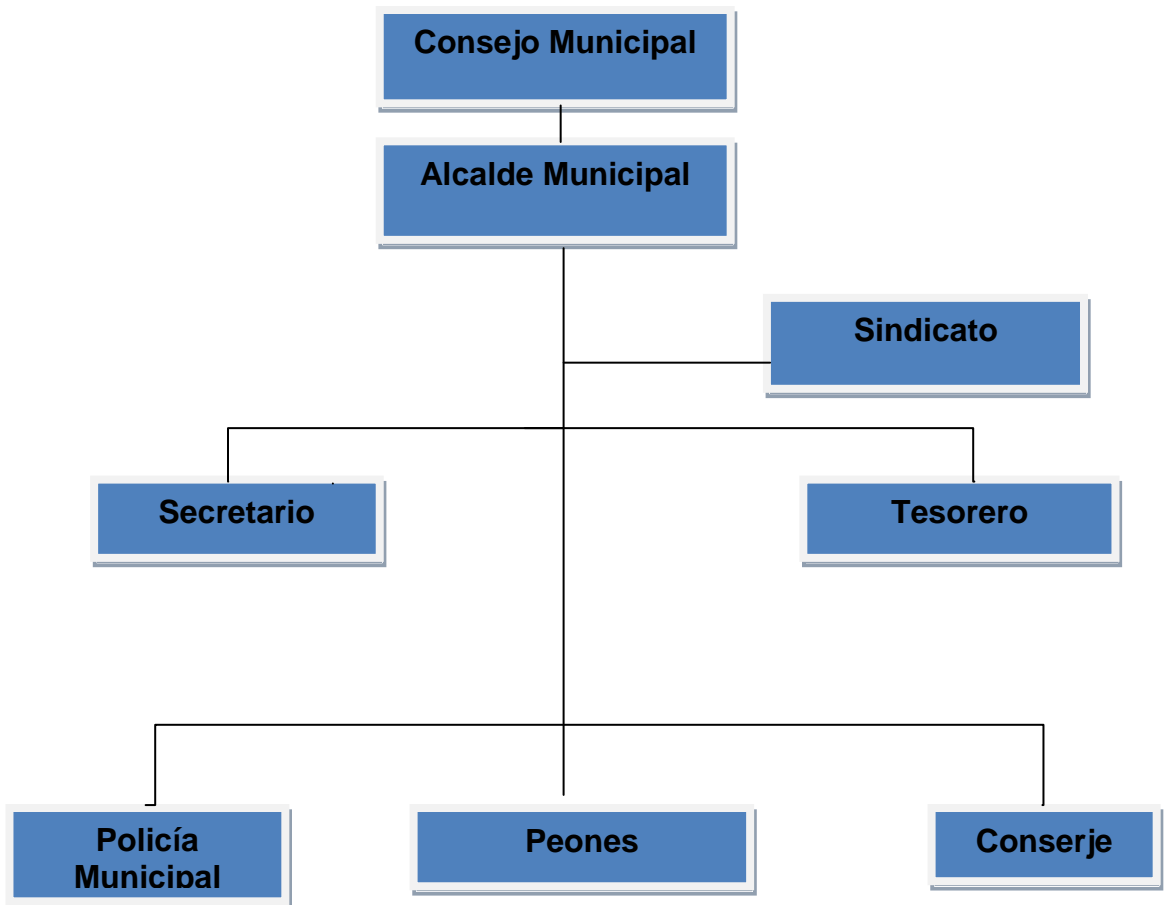 Consejo Municipal
Alcalde Municipal
Sindicato
Secretario
Tesorero
Policía
Municipal
Peones
Conserje